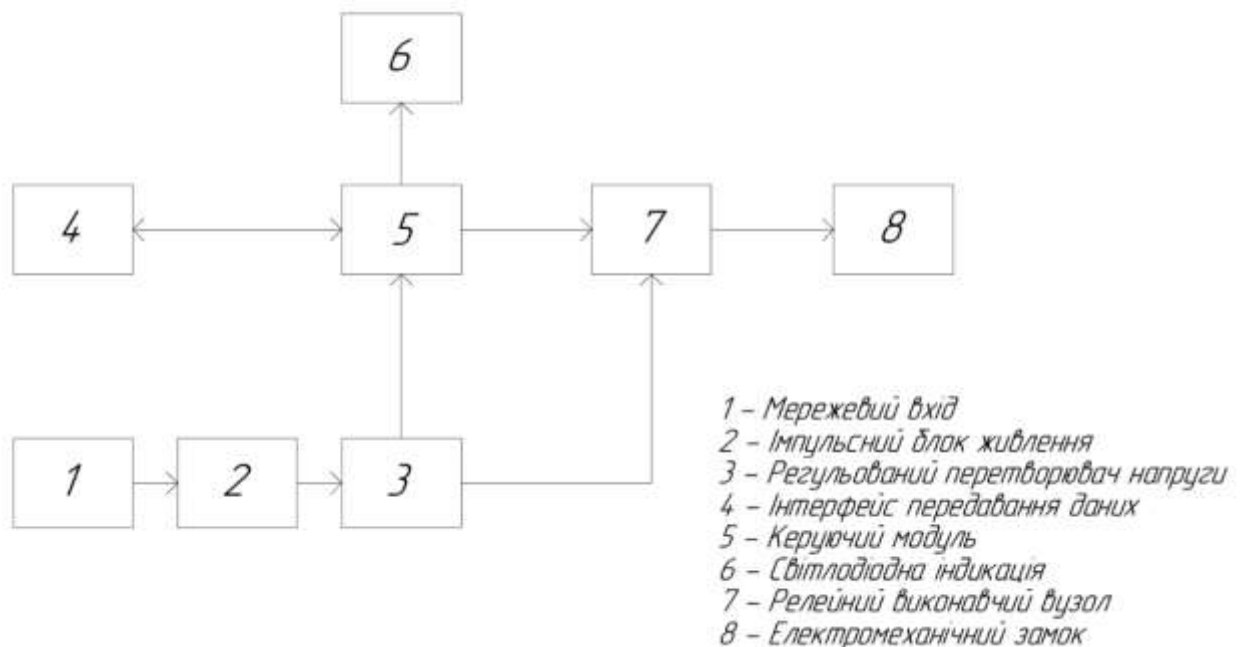 6
4
5
7
8
1
2
3
1 – Мережевий вхід
2 – Імпульсний блок живлення
3 – Регульований перетворювач напруги
4 – Інтерфейс передавання даних
5 – Керуючий модуль
6 – Світлодіодна індикація
7 – Релейний виконавчий вузол
8 – Електромеханічний замок